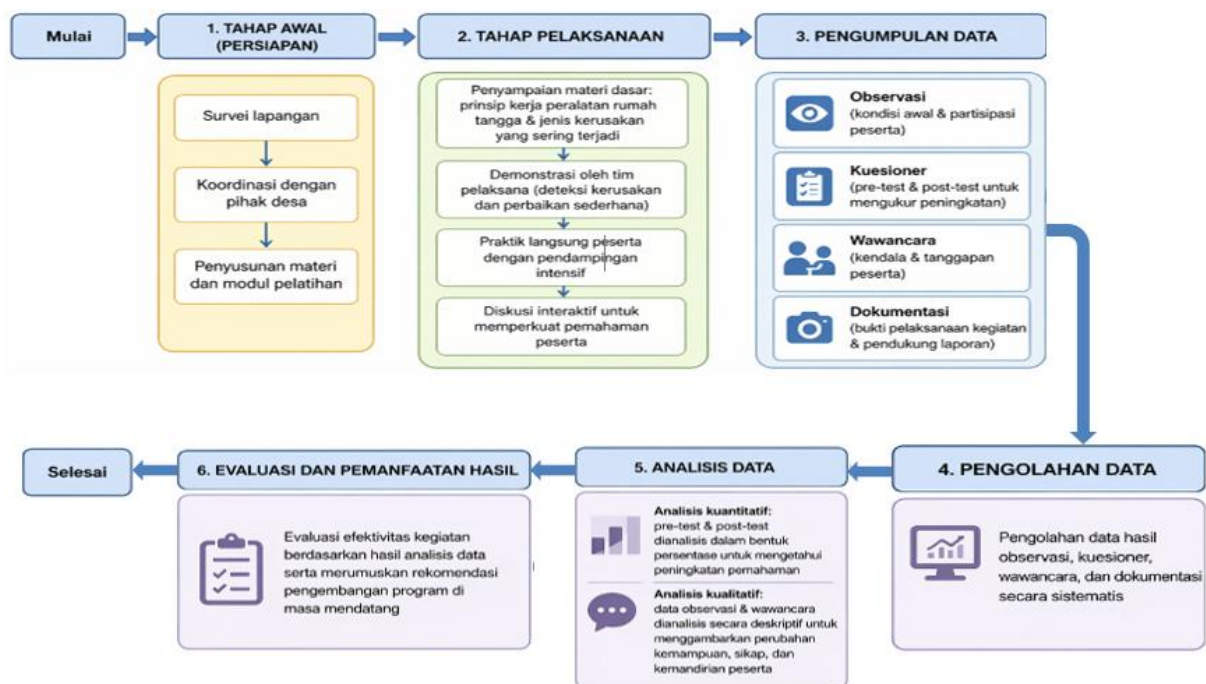 Mulai
1. TAHAP AWAL
(PERSIAPAN)
2. TAHAP PELAKSANAAN
3. PENGUMPULAN DATA
Survei lapangan
Koordinasi dengan
pihak desa
Penyusunan materi
dan modul pelatihan
Penyampaian materi dasar:
prinsip kerja peralatan rumah
tangga & jenis kerusakan
yang sering terjadi
Demonstrasi oleh tim
pelaksana (deteksi kerusakan
dan perbaikan sederhana)
Praktik langsung peserta
dengan pendampingan
intensif
Diskusi interaktif untuk
memperkuat pemahaman
peserta
Observasi
(kondisi awal & partisipasi
peserta)
Kuesioner
(pre-test & post-test untuk
mengukur peningkatan)
Wawancara
(kendala & tanggapan
peserta)
Dokumentasi
(bukti pelaksanaan kegiatan
& pendukung laporan)
4. PENGOLAHAN DATA
Pengolahan data hasil
observasi, kuesioner,
wawancara, dan dokumentasi
secara sistematis
5. ANALISIS DATA
Analisis kuantitatif:
pre-test & post-test
dianalisis dalam bentuk
persentase untuk mengetahui
peningkatan pemahaman
Analisis kualitatif:
data observasi & wawancara
dianalisis secara deskriptif untuk
menggambarkan perubahan
kemampuan, sikap, dan
kemandirian peserta
6. EVALUASI DAN PEMANFAATAN HASIL
Evaluasi efektivitas kegiatan
berdasarkan hasil analisis data
serta merumuskan rekomendasi
pengembangan program di
masa mendatang
Selesai